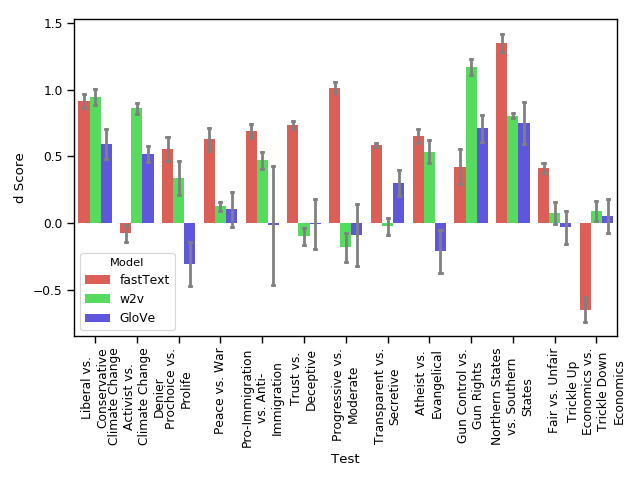 1.5
1.0
0.5
0.0
−0.5
d Score
Model
fastText
w2v
GloVe
Liberal vs.
Conservative
Climate Change
Activist vs.
Climate Change
Denier
Prochoice vs.
Prolife
Peace vs. War
Pro-Immigration
vs. Anti-
Immigration
Trust vs.
Deceptive
Progressive vs.
Moderate
Transparent vs.
Secretive
Atheist vs.
Evangelical
Gun Control vs.
Gun Rights
Northern States
vs. Southern
States
Fair vs. Unfair
Trickle Up
Economics vs.
Trickle Down
Economics
Test